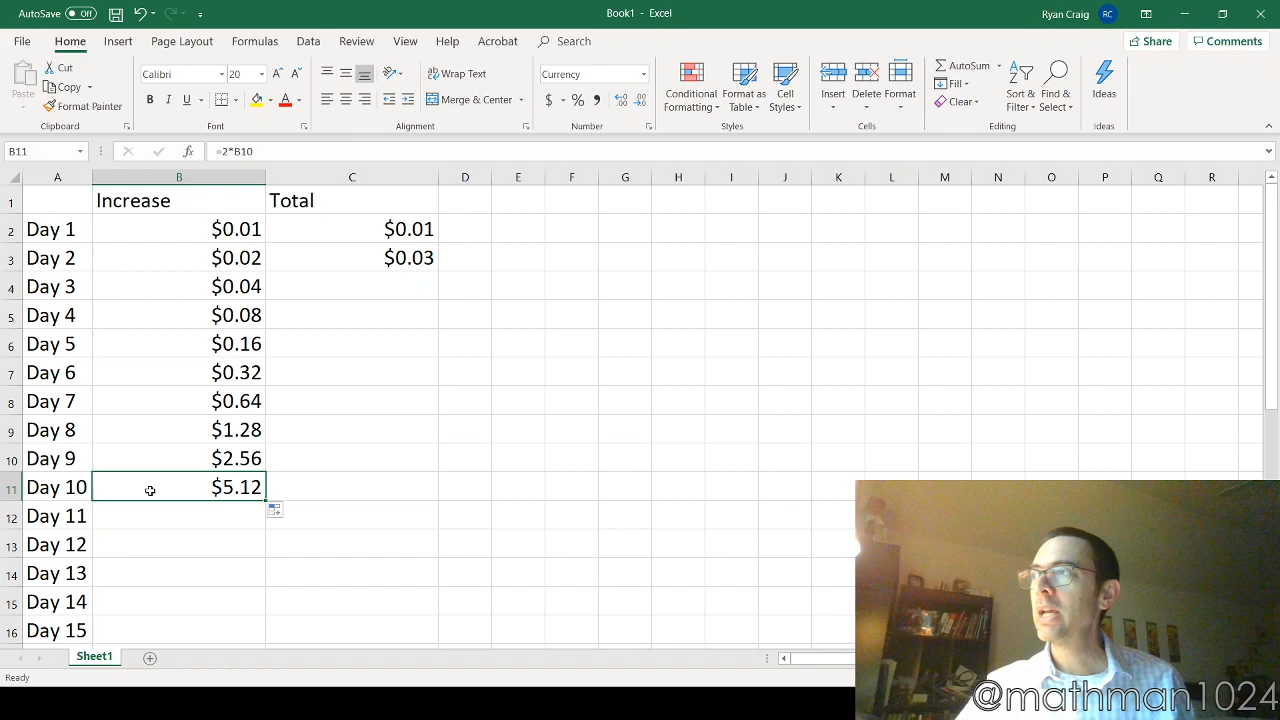 AutoSave Off
Book1 - Excel
Ryan Craig RC
File Home Insert Page Layout Formulas Data Review View Help Acrobat Search
Share Comments
Paste
Cut
Copy
Format Painter
Clipboard
Calibri 20
B I U
Font
Wrap Text
Merge & Center
Alignment
Currency
$ % ,
Number
Conditional Formatting
Format as Table
Cell Styles
Styles
Insert Delete Format
Cells
AutoSum
Fill
Clear
Sort & Filter
Find & Select
Editing
Ideas
Ideas
B11 fx =2*B10
A B C D E F G H I J K L M N O P Q R
1 Increase Total
2 Day 1 $0.01 $0.01
3 Day 2 $0.02 $0.03
4 Day 3 $0.04
5 Day 4 $0.08
6 Day 5 $0.16
7 Day 6 $0.32
8 Day 7 $0.64
9 Day 8 $1.28
10 Day 9 $2.56
11 Day 10 $5.12
12 Day 11
13 Day 12
14 Day 13
15 Day 14
16 Day 15
Sheet1
Ready
@mathman1024